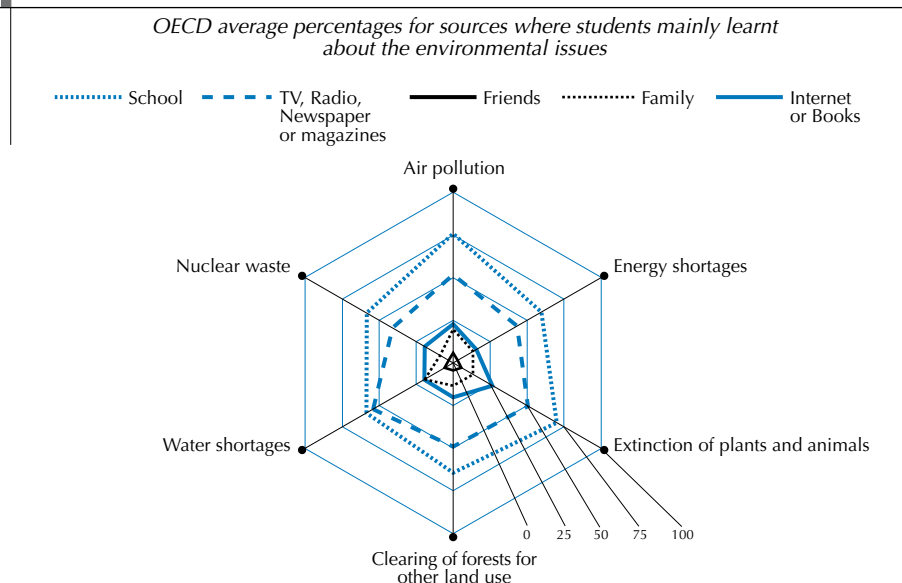 OECD average percentages for sources where students mainly learnt
about the environmental issues
School
TV, Radio,
Newspaper
or magazines
Friends
Family
Internet
or Books
Air pollution
Nuclear waste
Energy shortages
Water shortages
Extinction of plants and animals
0 25 50 75 100
Clearing of forests for
other land use